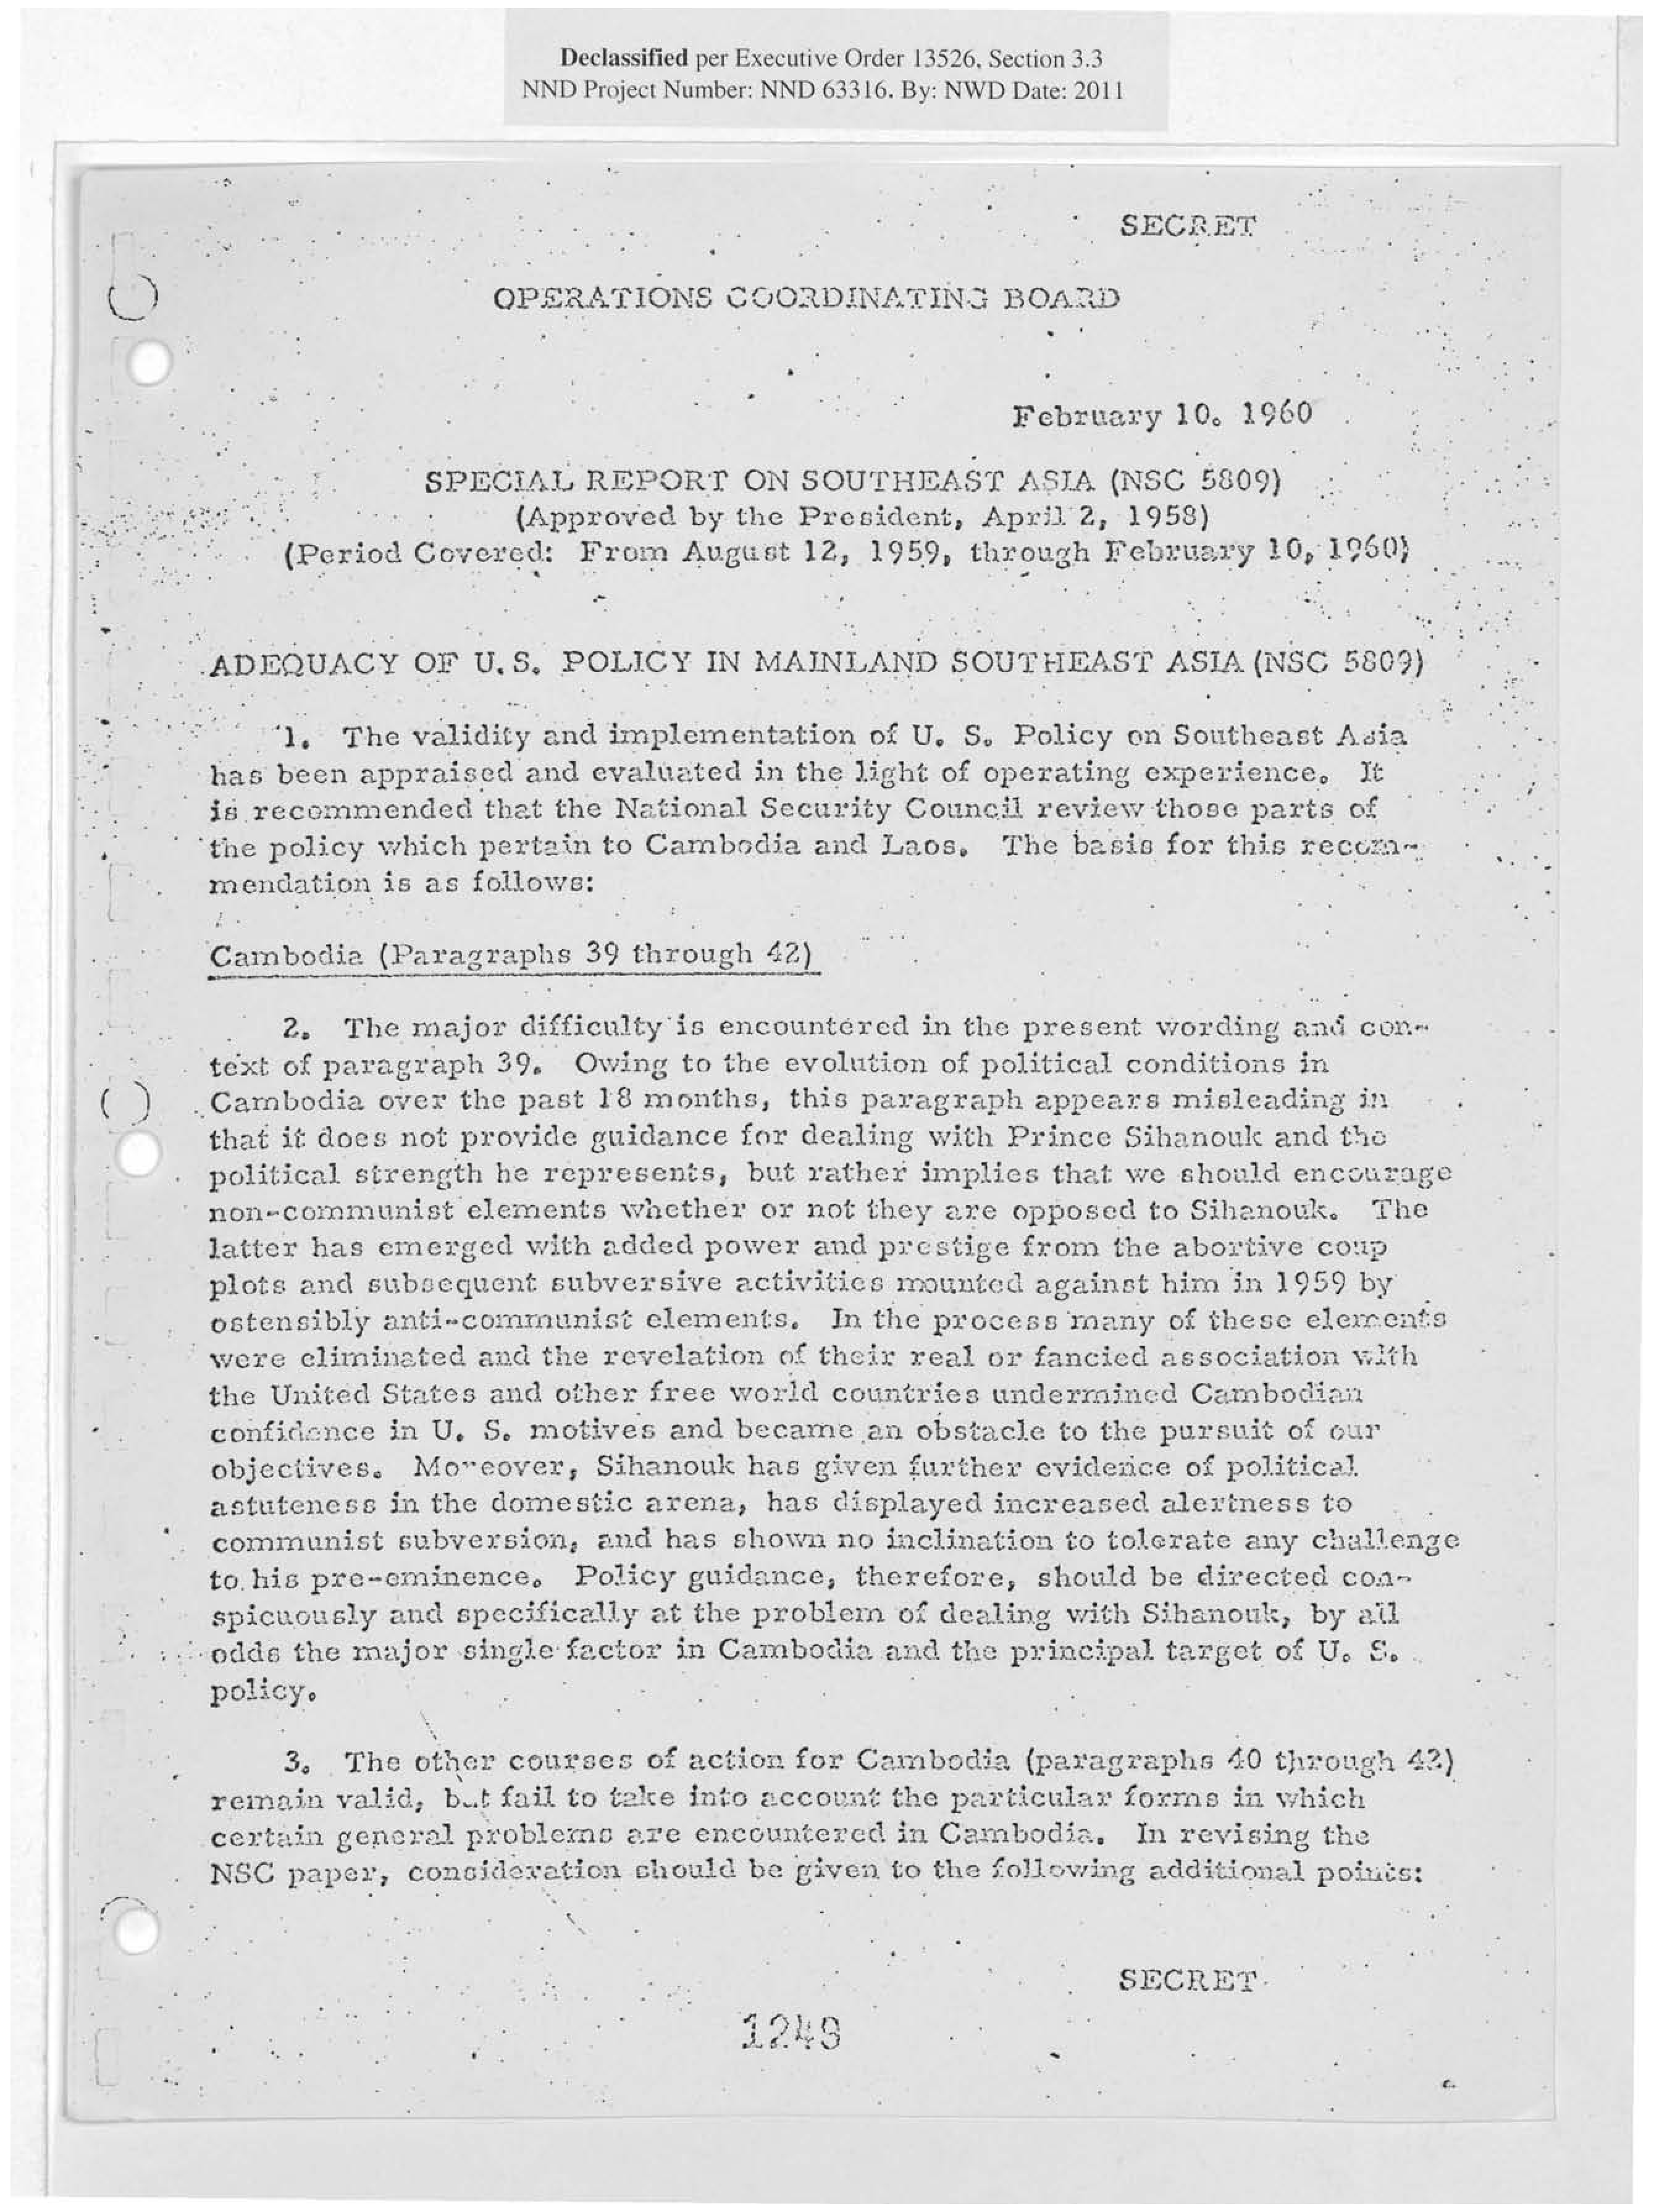 Declassified per Executive Order 13526, Section 3.3
NND Project Number: NND 63316. By: NWD Date: 2011
SECRET
OPERATIONS COORDINATING BOARD
February 10. 1960
SPECIAL REPORT ON SOUTHEAST ASIA (NSC 5809)
(Approved by the President, April 2, 1958)
(Period Covered: From August 12, 1959, through February 10, 1960)
ADEQUACY OF U.S. POLICY IN MAINLAND SOUTHEAST ASIA (NSC 5809)
1. The validity and implementation of U. S. Policy on Southeast Asia
has been appraised and evaluated in the light of operating experience. It
is recommended that the National Security Council review those parts of
the policy which pertain to Cambodia and Laos. The basis for this recom-
mendation is as follows:
Cambodia (Paragraphs 39 through 42)
2. The major difficulty is encountered in the present wording and con-
text of paragraph 39. Owing to the evolution of political conditions in
Cambodia over the past 18 months, this paragraph appears misleading in
that it does not provide guidance for dealing with Prince Sihanouk and the
political strength he represents, but rather implies that we should encourage
non-communist elements whether or not they are opposed to Sihanouk. The
latter has emerged with added power and prestige from the abortive coup
plots and subsequent subversive activities mounted against him in 1959 by
ostensibly anti-communist elements. In the process many of these elements
were eliminated and the revelation of their real or fancied association with
the United States and other free world countries undermined Cambodian
confidence in U. S. motives and became an obstacle to the pursuit of our
objectives. Moreover, Sihanouk has given further evidence of political
astuteness in the domestic arena, has displayed increased alertness to
communist subversion, and has shown no inclination to tolerate any challenge
to his pre-eminence. Policy guidance, therefore, should be directed con-
spicuously and specifically at the problem of dealing with Sihanouk, by all
odds the major single factor in Cambodia and the principal target of U. S.
policy.
3. The other courses of action for Cambodia (paragraphs 40 through 42)
remain valid, but fail to take into account the particular forms in which
certain general problems are encountered in Cambodia. In revising the
NSC paper, consideration should be given to the following additional points:
SECRET
1249